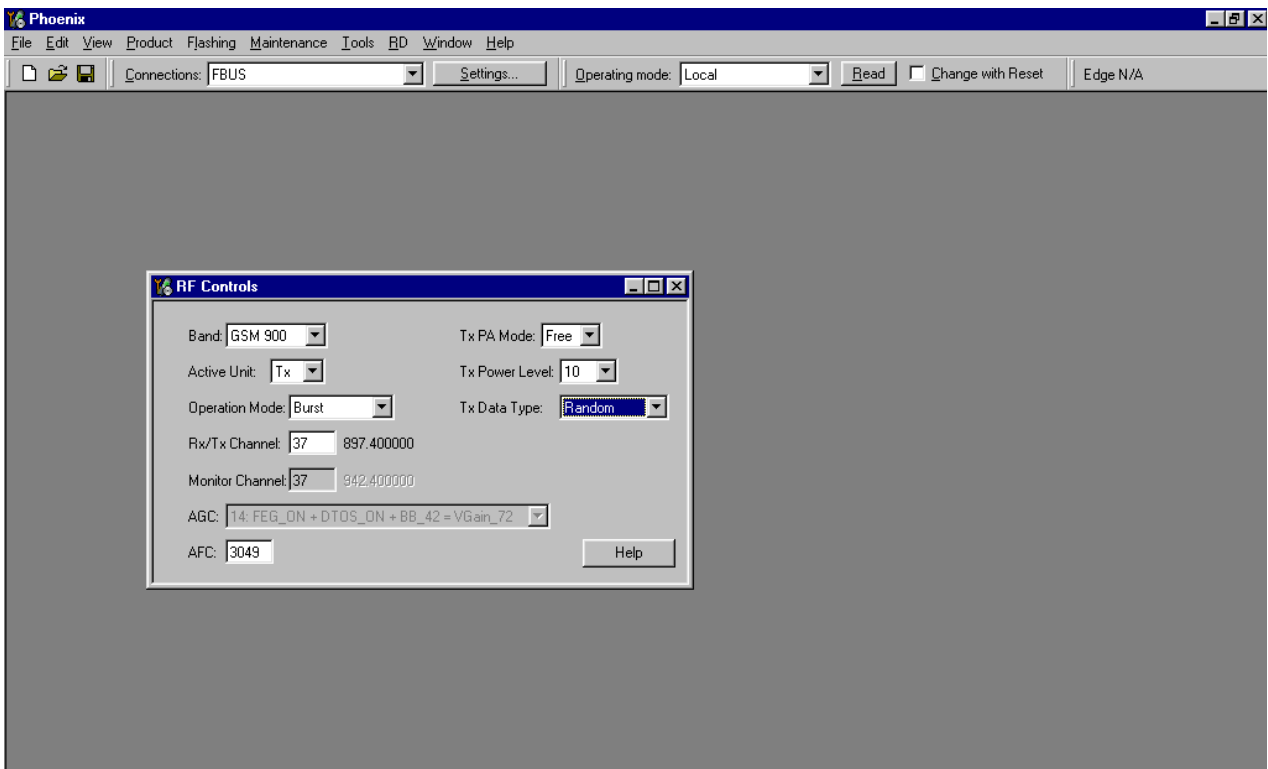 Phoenix
File Edit View Product Flashing Maintenance Tools RD Window Help
Connections: FBUS Settings... Operating mode: Local Read Change with Reset Edge N/A
RF Controls
Band: GSM 900 Tx PA Mode: Free
Active Unit: Tx Tx Power Level: 10
Operation Mode: Burst Tx Data Type: Random
Rx/Tx Channel: 37 897.400000
Monitor Channel: 37 942.400000
AGC: 14: FEG_ON + DTOS_ON + BB_42 = VGain_72
AFC: 3049 Help